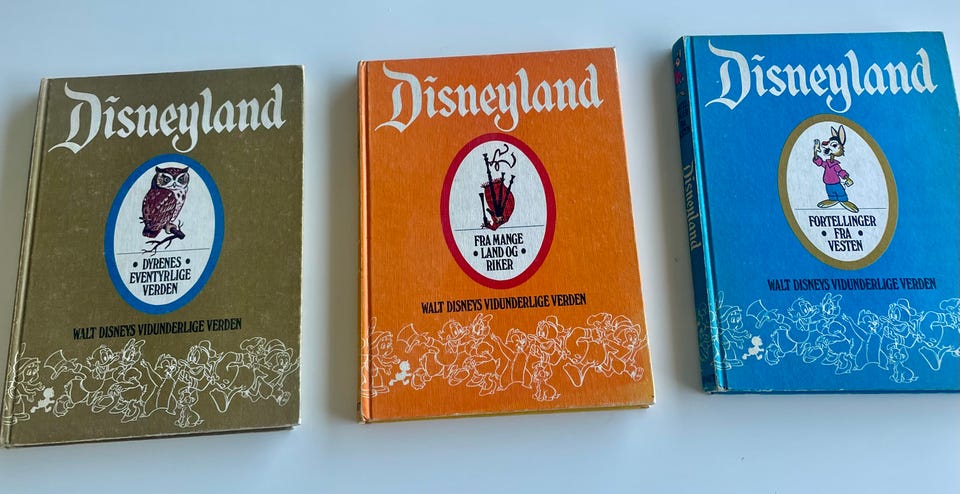 Disneyland
• DYRENES •
EVENTYRLIGE
VERDEN
WALT DISNEYS VIDUNDERLIGE VERDEN
Disneyland
FRA MANGE
• LAND OG •
RIKER
WALT DISNEYS VIDUNDERLIGE VERDEN
Disneyland
Disneyland
FORTELLINGER
• FRA •
VESTEN
WALT DISNEYS VIDUNDERLIGE VERDEN